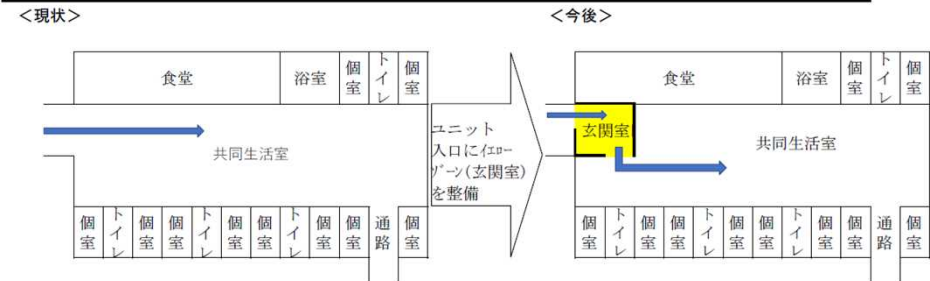 ＜現状＞
食堂
浴室
個室
トイレ
個室
共同生活室
個室
トイレ
個室
個室
トイレ
個室
個室
トイレ
個室
個室
通路
個室
ユニット
入口にｲｴﾛｰ
ｿﾞｰﾝ(玄関室)
を整備
＜今後＞
食堂
浴室
個室
トイレ
個室
玄関室
共同生活室
個室
トイレ
個室
個室
トイレ
個室
個室
トイレ
個室
個室
通路
個室